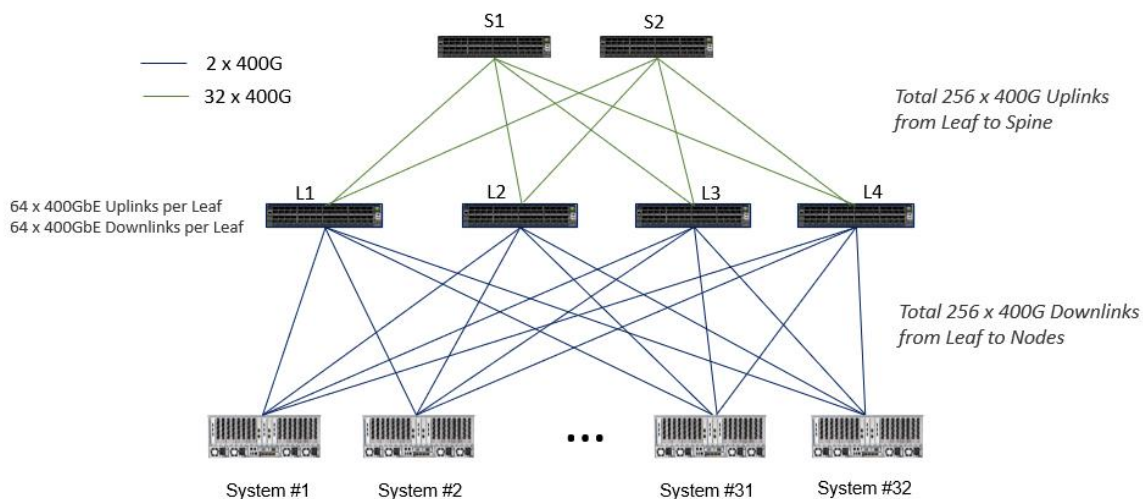 S1 S2
2 x 400G
32 x 400G
Total 256 x 400G Uplinks
from Leaf to Spine
L1 L2 L3 L4
64 x 400GbE Uplinks per Leaf
64 x 400GbE Downlinks per Leaf
Total 256 x 400G Downlinks
from Leaf to Nodes
System #1 System #2 System #31 System #32